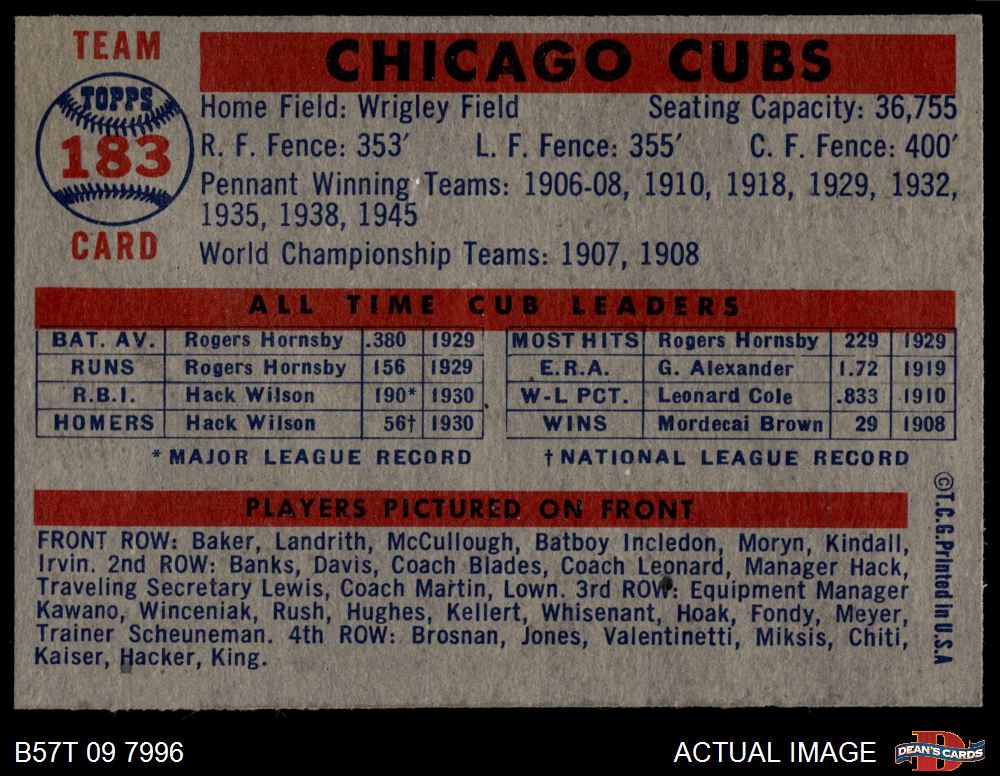 TEAM
TOPPS
183
CARD
CHICAGO CUBS
Home Field: Wrigley Field Seating Capacity: 36,755
R. F. Fence: 353′ L. F. Fence: 355′ C. F. Fence: 400′
Pennant Winning Teams: 1906-08, 1910, 1918, 1929, 1932,
1935, 1938, 1945
World Championship Teams: 1907, 1908
ALL TIME CUB LEADERS
BAT. AV. Rogers Hornsby .380 1929 MOST HITS Rogers Hornsby 229 1929
RUNS Rogers Hornsby 156 1929 E.R.A. G. Alexander 1.72 1919
R.B.I. Hack Wilson 190* 1930 W-L PCT. Leonard Cole .833 1910
HOMERS Hack Wilson 56† 1930 WINS Mordecai Brown 29 1908
* MAJOR LEAGUE RECORD † NATIONAL LEAGUE RECORD
PLAYERS PICTURED ON FRONT
FRONT ROW: Baker, Landrith, McCullough, Batboy Incledon, Moryn, Kindall,
Irvin. 2nd ROW: Banks, Davis, Coach Blades, Coach Leonard, Manager Hack,
Traveling Secretary Lewis, Coach Martin, Lown. 3rd ROW: Equipment Manager
Kawano, Winceniak, Rush, Hughes, Kellert, Whisenant, Hoak, Fondy, Meyer,
Trainer Scheuneman. 4th ROW: Brosnan, Jones, Valentinetti, Miksis, Chiti,
Kaiser, Hacker, King.
©T.C.G. Printed in U.S.A
B57T 09 7996 ACTUAL IMAGE
D
DEAN'S CARDS